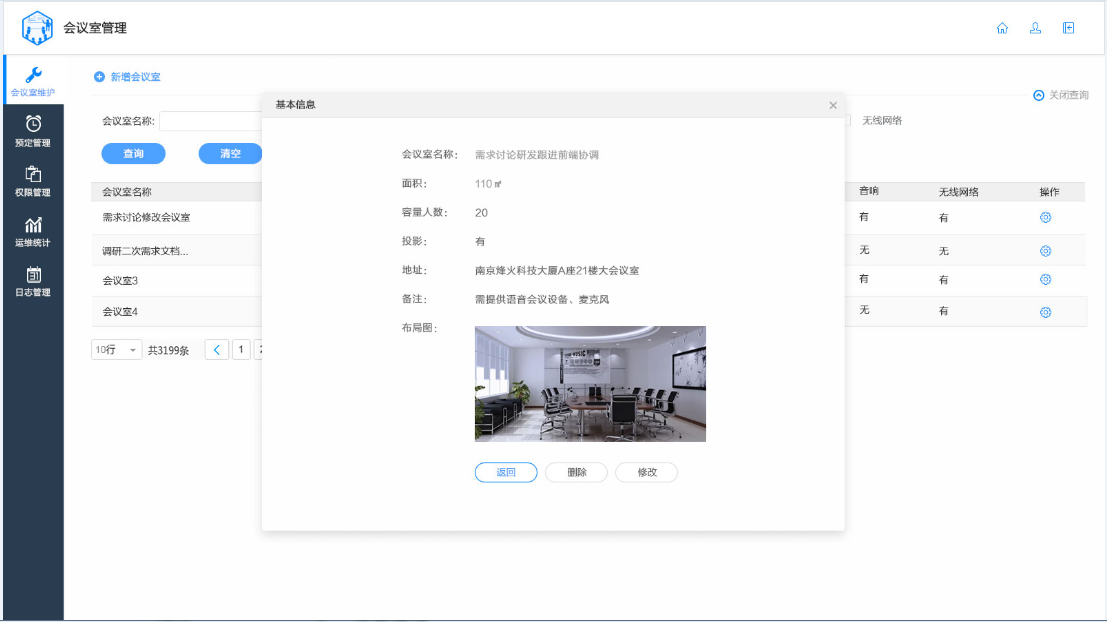 会议室管理
会议室维护
预定管理
权限管理
运维统计
日志管理
新增会议室
关闭查询
会议室名称:
无线网络
查询
清空
会议室名称
音响
无线网络
操作
需求讨论修改会议室
有
有
调研二次需求文档...
无
无
会议室3
有
有
会议室4
无
有
10行
共3199条
1
基本信息
会议室名称: 需求讨论研发跟进前端协调
面积: 110㎡
容量人数: 20
投影: 有
地址: 南京烽火科技大厦A座21楼大会议室
备注: 需提供语音会议设备、麦克风
布局图:
返回
删除
修改